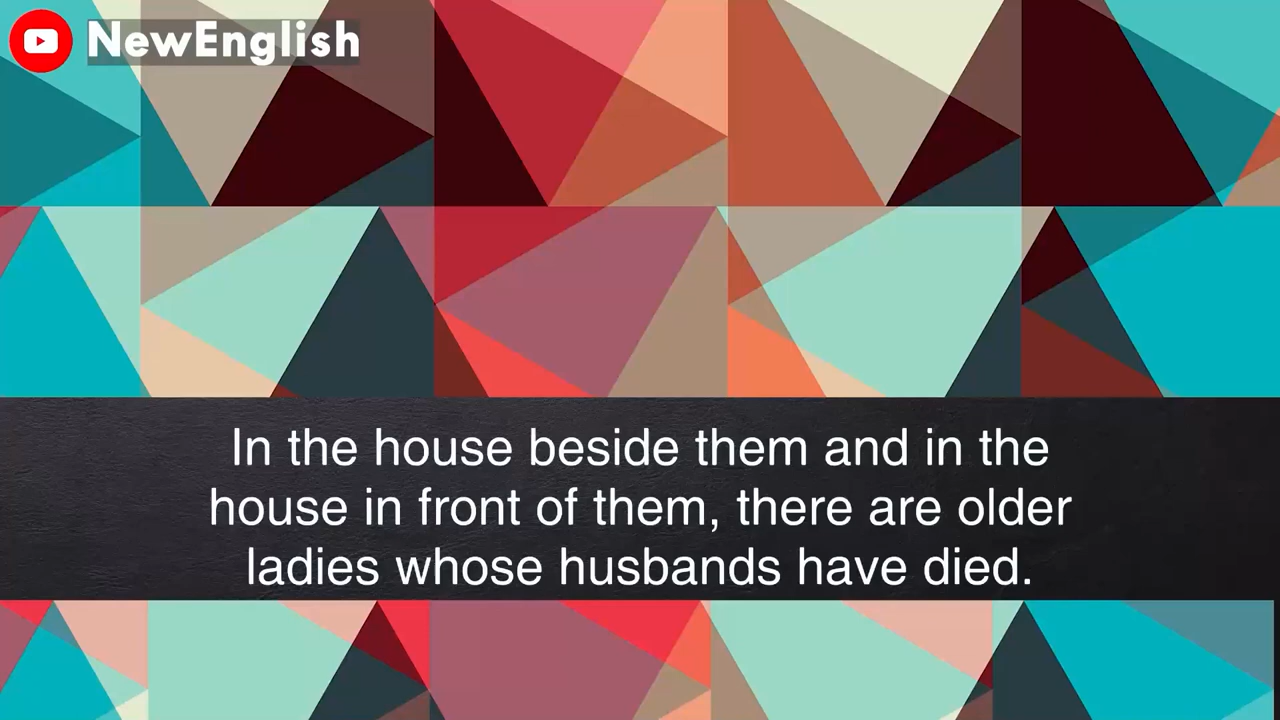 NewEnglish
In the house beside them and in the
house in front of them, there are older
ladies whose husbands have died.